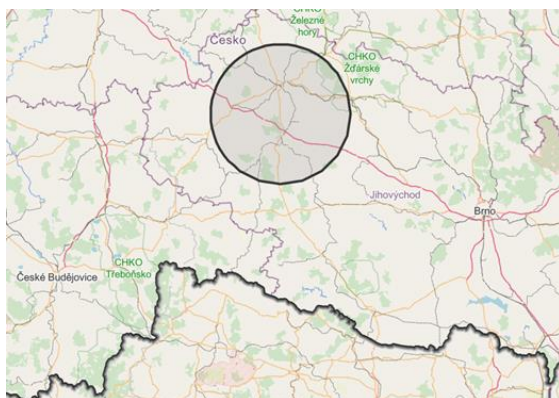 CHKO
Železné
hory
Česko
CHKO
Žďárské
vrchy
Jihovýchod
Brno
CHKO
Třeboňsko
České Budějovice